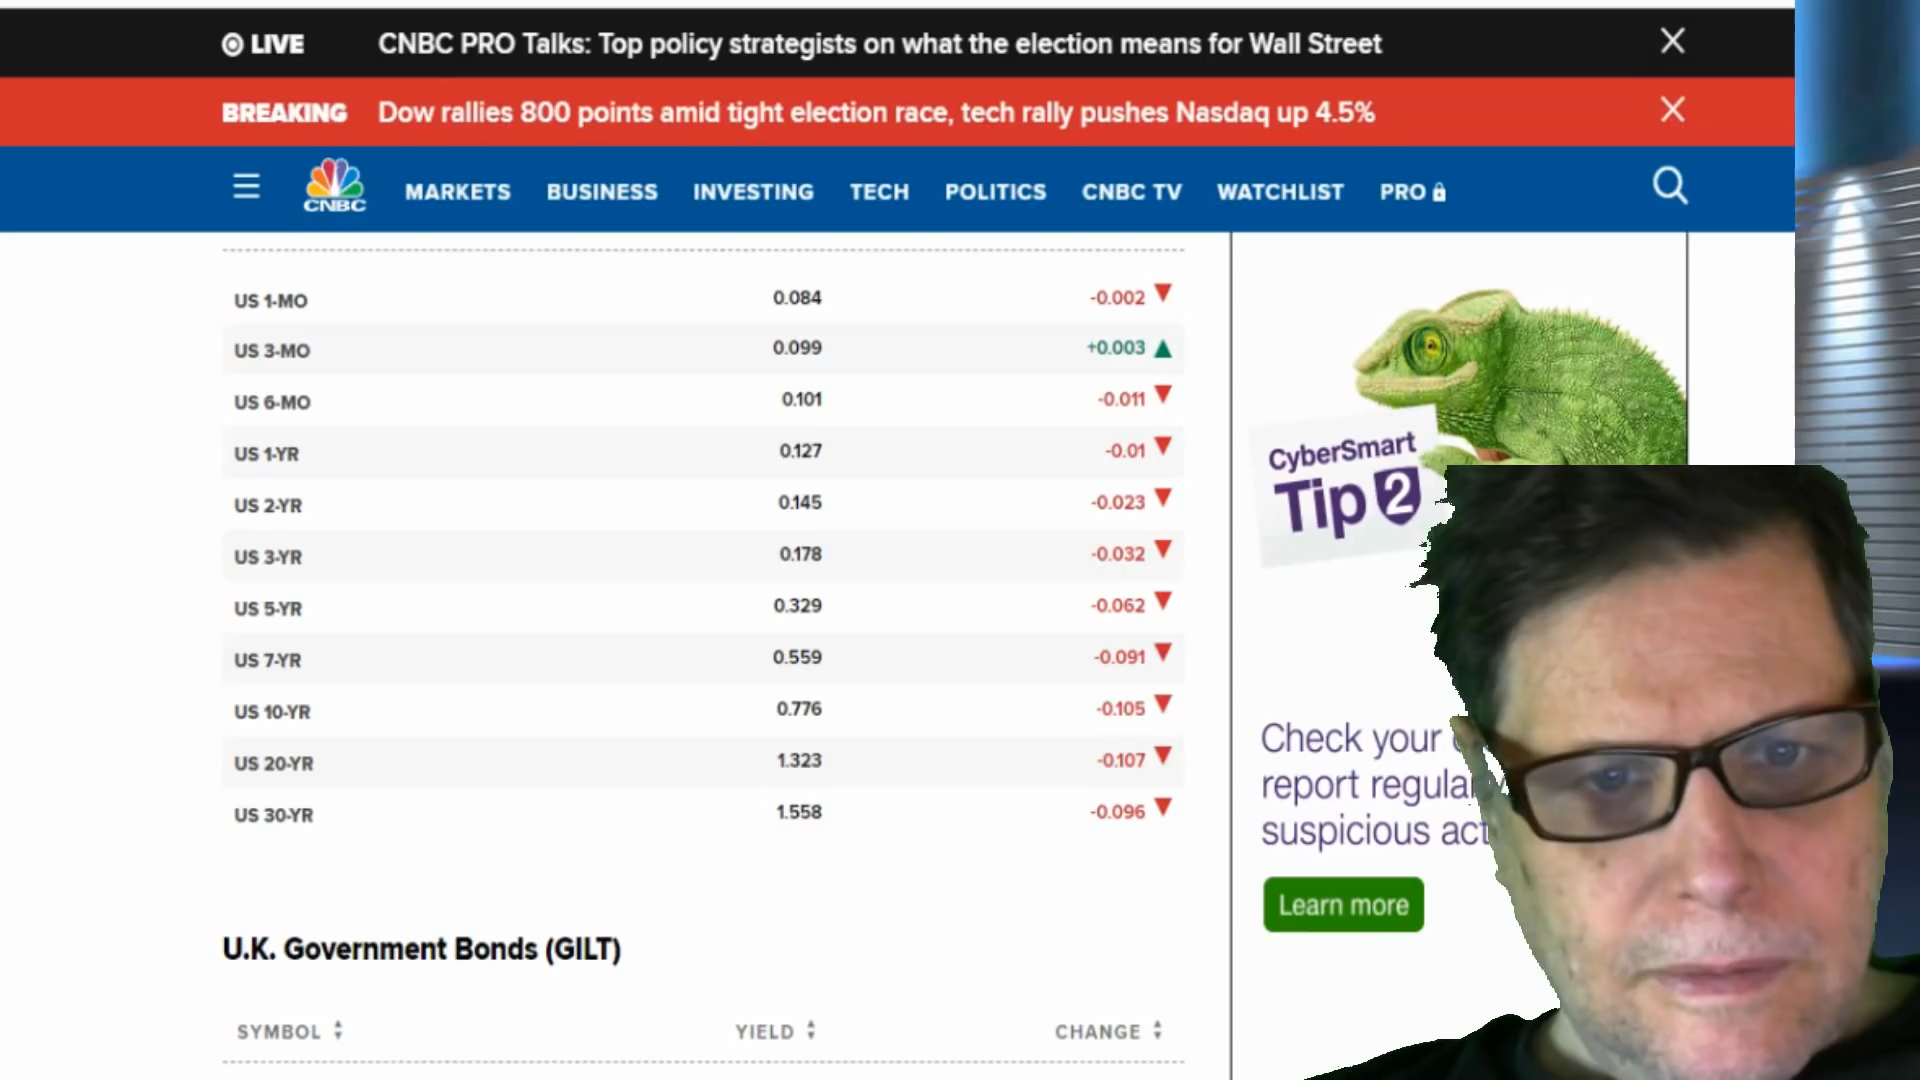 LIVE CNBC PRO Talks: Top policy strategists on what the election means for Wall Street
BREAKING Dow rallies 800 points amid tight election race, tech rally pushes Nasdaq up 4.5%
CNBC MARKETS BUSINESS INVESTING TECH POLITICS CNBC TV WATCHLIST PRO
US 1-MO 0.084 -0.002
US 3-MO 0.099 +0.003
US 6-MO 0.101 -0.011
US 1-YR 0.127 -0.01
US 2-YR 0.145 -0.023
US 3-YR 0.178 -0.032
US 5-YR 0.329 -0.062
US 7-YR 0.559 -0.091
US 10-YR 0.776 -0.105
US 20-YR 1.323 -0.107
US 30-YR 1.558 -0.096
U.K. Government Bonds (GILT)
SYMBOL YIELD CHANGE
CyberSmart
Tip 2
Check your
report
suspicious
Learn more